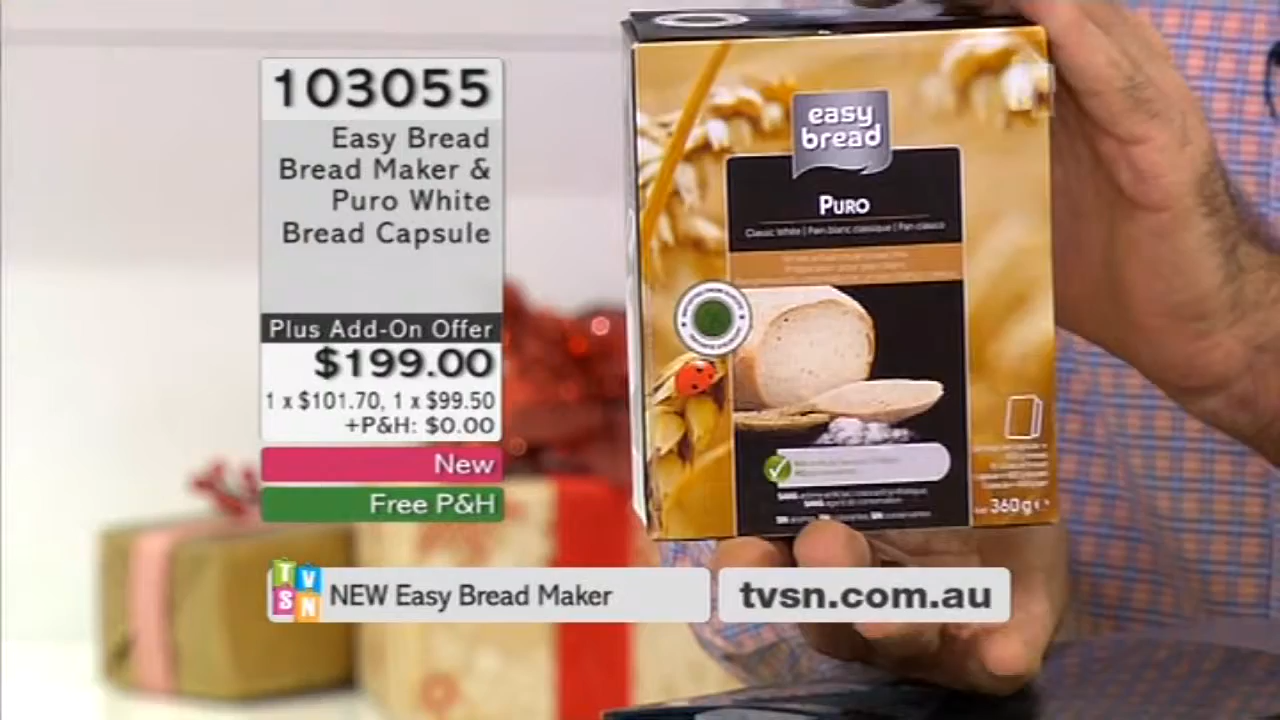 103055
Easy Bread
Bread Maker &
Puro White
Bread Capsule
Plus Add-On Offer
$199.00
1 x $101.70, 1 x $99.50
+P&H: $0.00
New
Free P&H
TVSN
NEW Easy Bread Maker
tvsn.com.au
easy
bread
PURO
Classic White | Pain blanc classique | Pan clásico
360g e